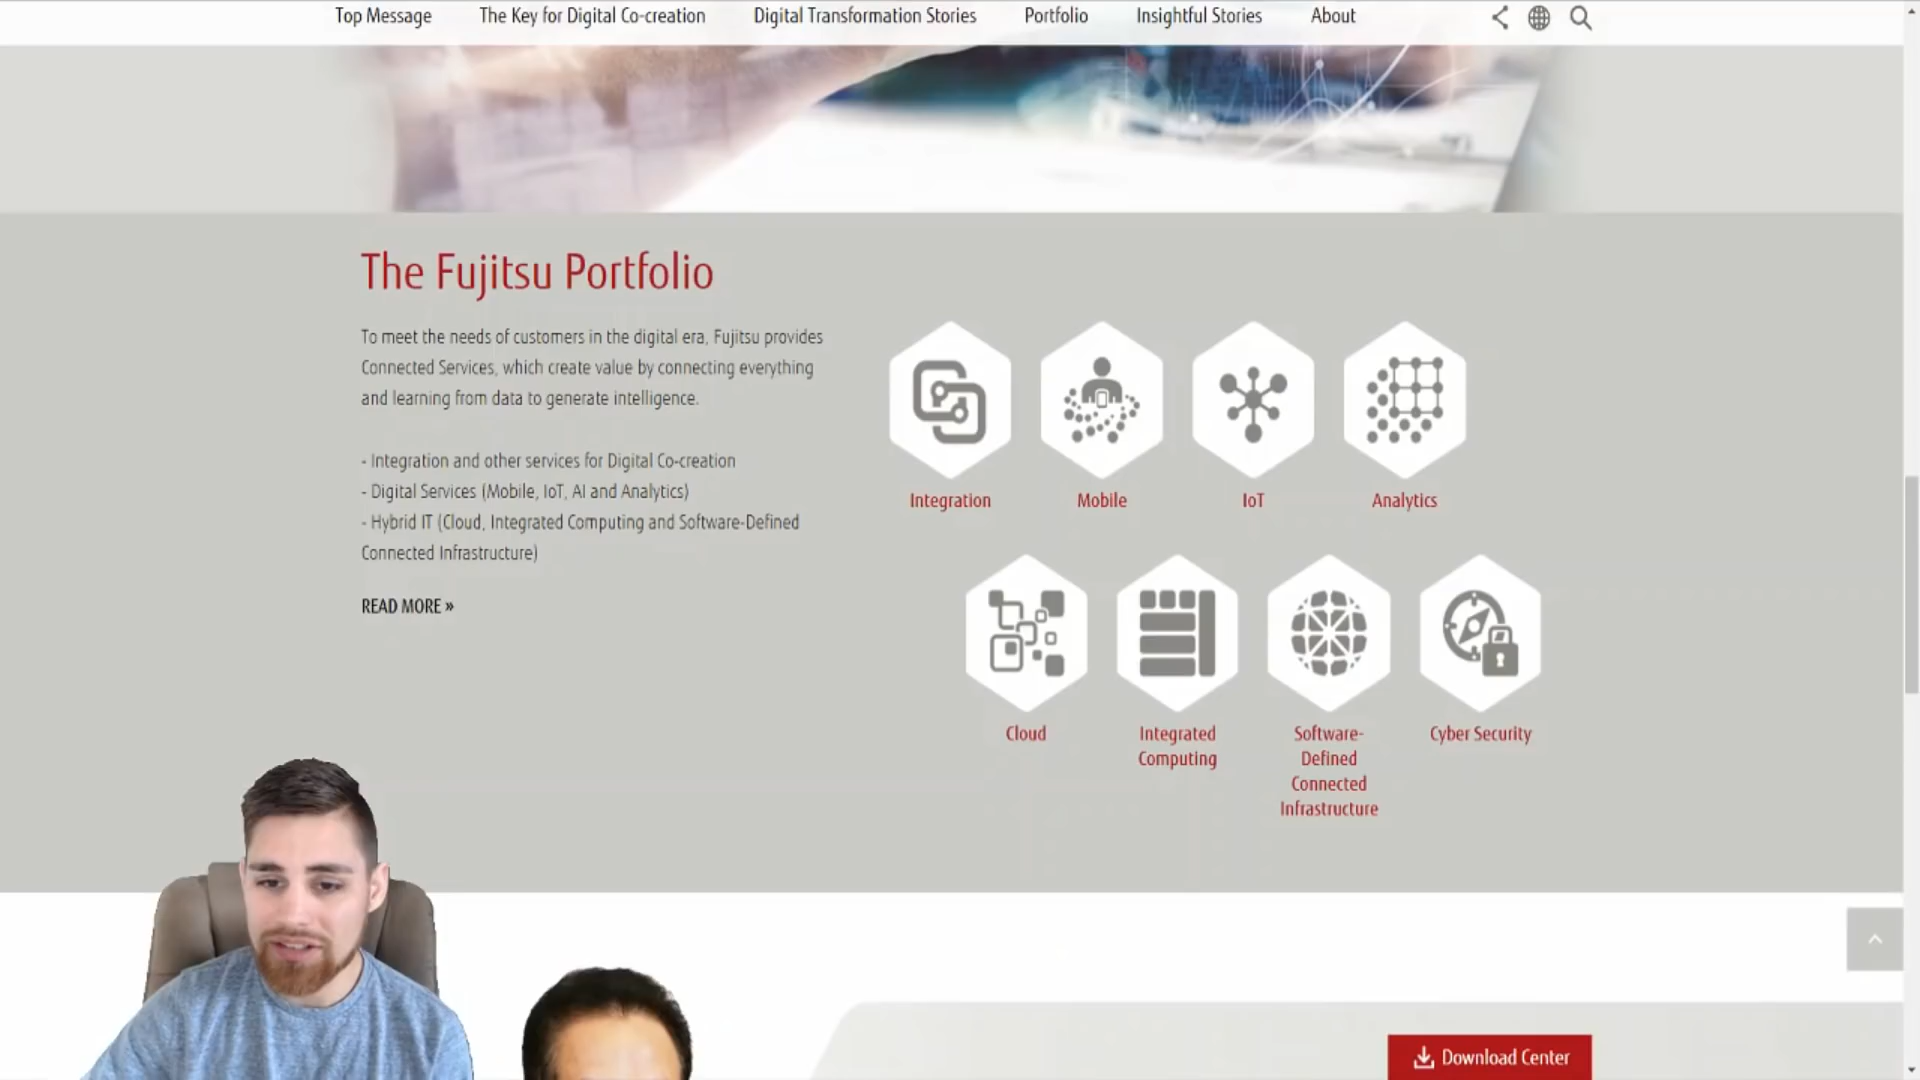 Top Message
The Key for Digital Co-creation
Digital Transformation Stories
Portfolio
Insightful Stories
About
The Fujitsu Portfolio
To meet the needs of customers in the digital era, Fujitsu provides
Connected Services, which create value by connecting everything
and learning from data to generate intelligence.
- Integration and other services for Digital Co-creation
- Digital Services (Mobile, IoT, AI and Analytics)
- Hybrid IT (Cloud, Integrated Computing and Software-Defined
Connected Infrastructure)
READ MORE »
Integration
Mobile
IoT
Analytics
Cloud
Integrated
Computing
Software-
Defined
Connected
Infrastructure
Cyber Security
Download Center